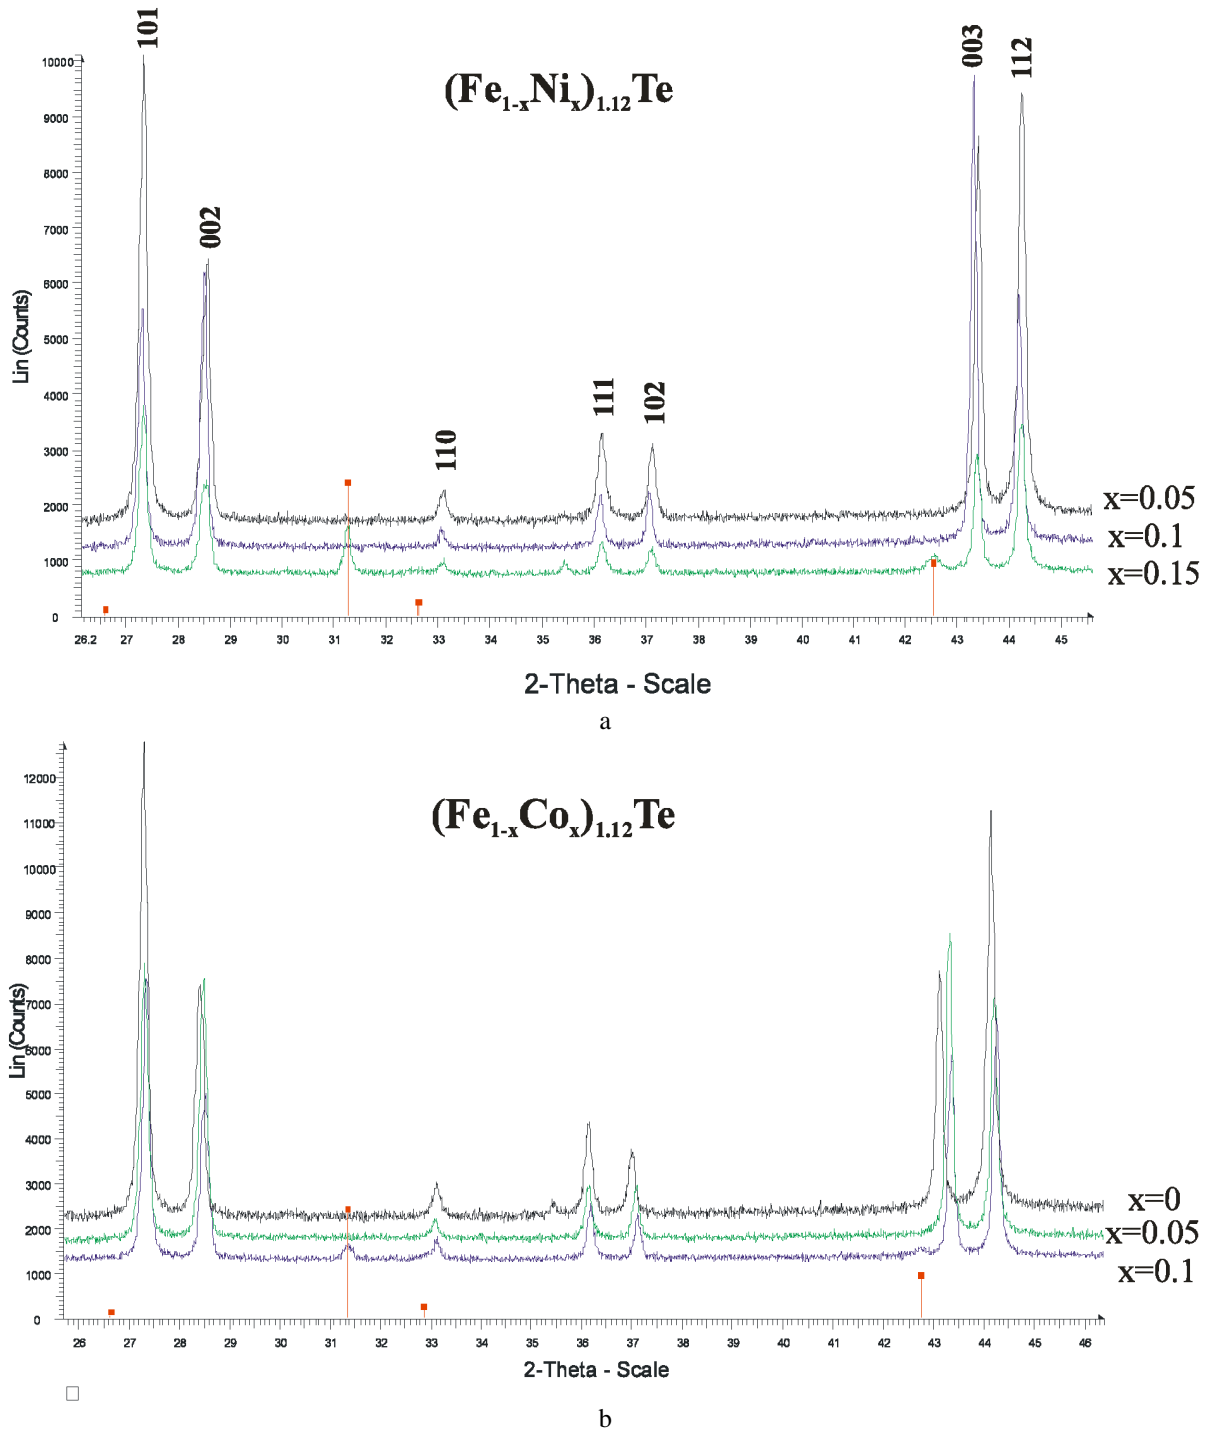 101
002
110
111
102
003
112
(Fe1-xNix)1.12Te
10000
9000
8000
7000
6000
5000
4000
3000
2000
1000
0
Lin (Counts)
x=0.05
x=0.1
x=0.15
26.2 27 28 29 30 31 32 33 34 35 36 37 38 39 40 41 42 43 44 45
2-Theta - Scale
a
(Fe1-xCox)1.12Te
12000
11000
10000
9000
8000
7000
6000
5000
4000
3000
2000
1000
0
Lin (Counts)
x=0
x=0.05
x=0.1
26 27 28 29 30 31 32 33 34 35 36 37 38 39 40 41 42 43 44 45 46
2-Theta - Scale
b